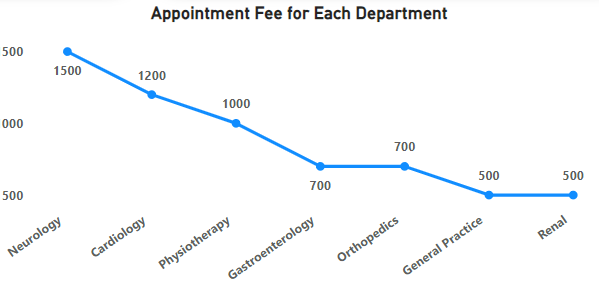 Appointment Fee for Each Department
500
000
500
1500
1200
1000
700
700
500
500
Neurology
Cardiology
Physiotherapy
Gastroenterology
Orthopedics
General Practice
Renal